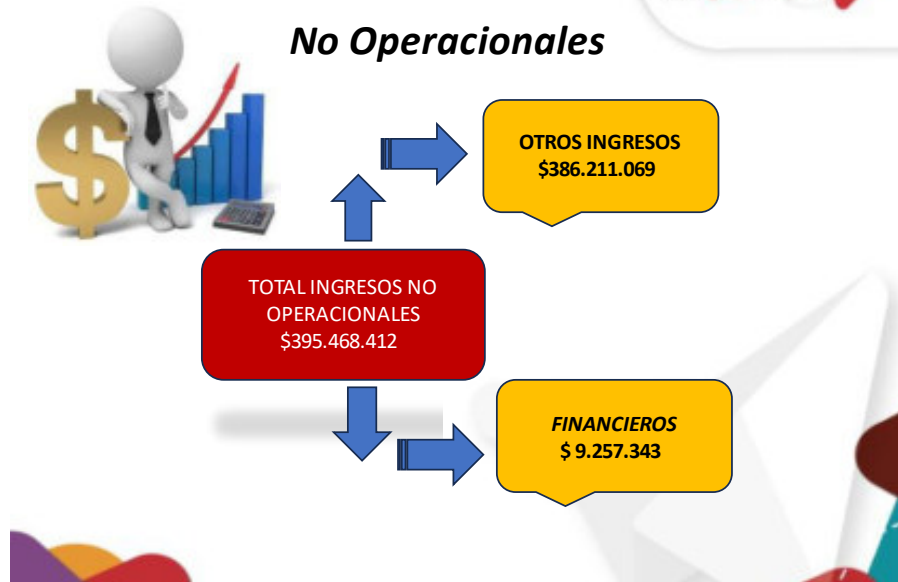 No Operacionales
OTROS INGRESOS
$386.211.069
TOTAL INGRESOS NO
OPERACIONALES
$395.468.412
FINANCIEROS
$ 9.257.343